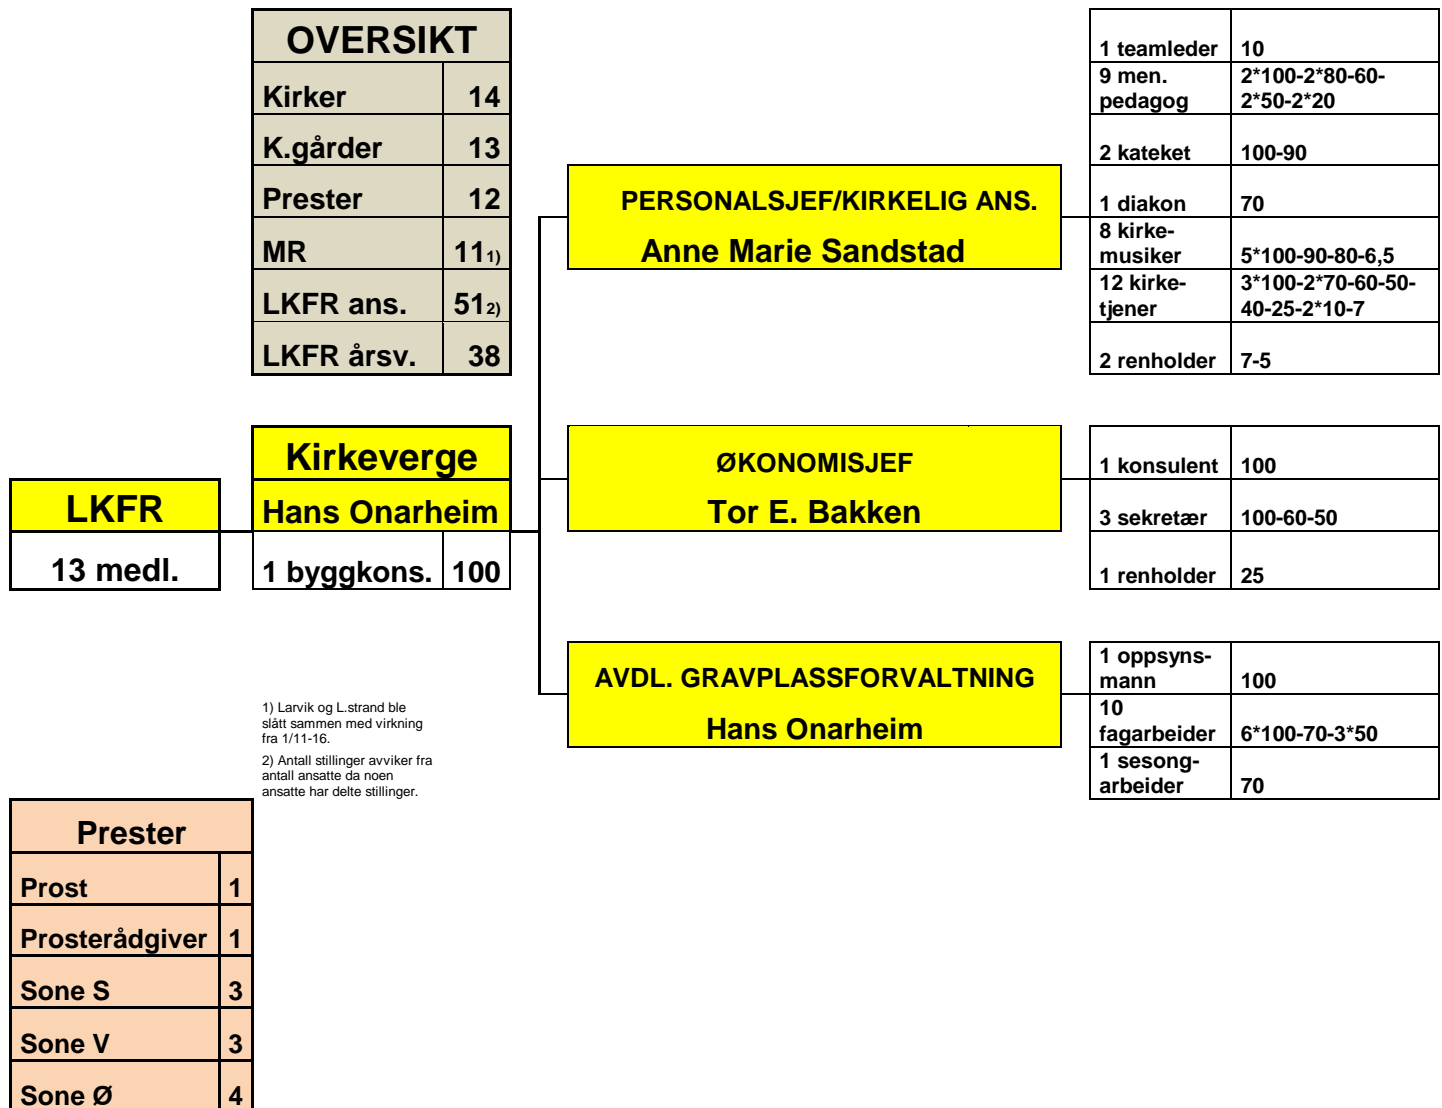 OVERSIKT
Kirker 14
K.gårder 13
Prester 12
MR 11 1)
LKFR ans. 51 2)
LKFR årsv. 38
LKFR
13 medl.
Kirkeverge
Hans Onarheim
1 byggkons. 100
PERSONALSJEF/KIRKELIG ANS.
Anne Marie Sandstad
1 teamleder 10
9 men.
pedagog
2*100-2*80-60-
2*50-2*20
2 kateket 100-90
1 diakon 70
8 kirke-
musiker
5*100-90-80-6,5
12 kirke-
tjener
3*100-2*70-60-50-
40-25-2*10-7
2 renholder 7-5
ØKONOMISJEF
Tor E. Bakken
1 konsulent 100
3 sekretær 100-60-50
1 renholder 25
AVDL. GRAVPLASSFORVALTNING
Hans Onarheim
1 oppsyns-
mann
100
10
fagarbeider
6*100-70-3*50
1 sesong-
arbeider
70
1) Larvik og L.strand ble
slått sammen med virkning
fra 1/11-16.
2) Antall stillinger avviker fra
antall ansatte da noen
ansatte har delte stillinger.
Prester
Prost 1
Prosterådgiver 1
Sone S 3
Sone V 3
Sone Ø 4